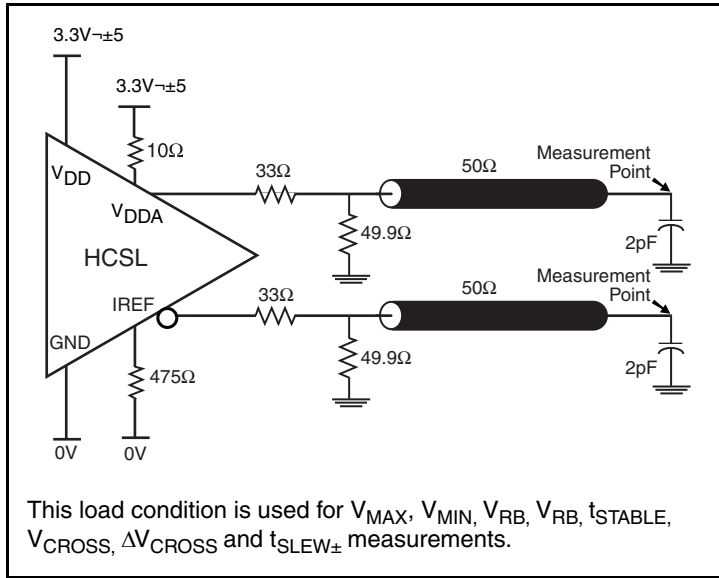 3.3V¬±5
3.3V¬±5
10Ω
VDD
VDDA
HCSL
IREF
GND
475Ω
0V
0V
33Ω
49.9Ω
50Ω
Measurement
Point
2pF
33Ω
49.9Ω
50Ω
Measurement
Point
2pF
This load condition is used for VMAX, VMIN, VRB, VRB, tSTABLE,
VCROSS, ΔVCROSS and tSLEW± measurements.